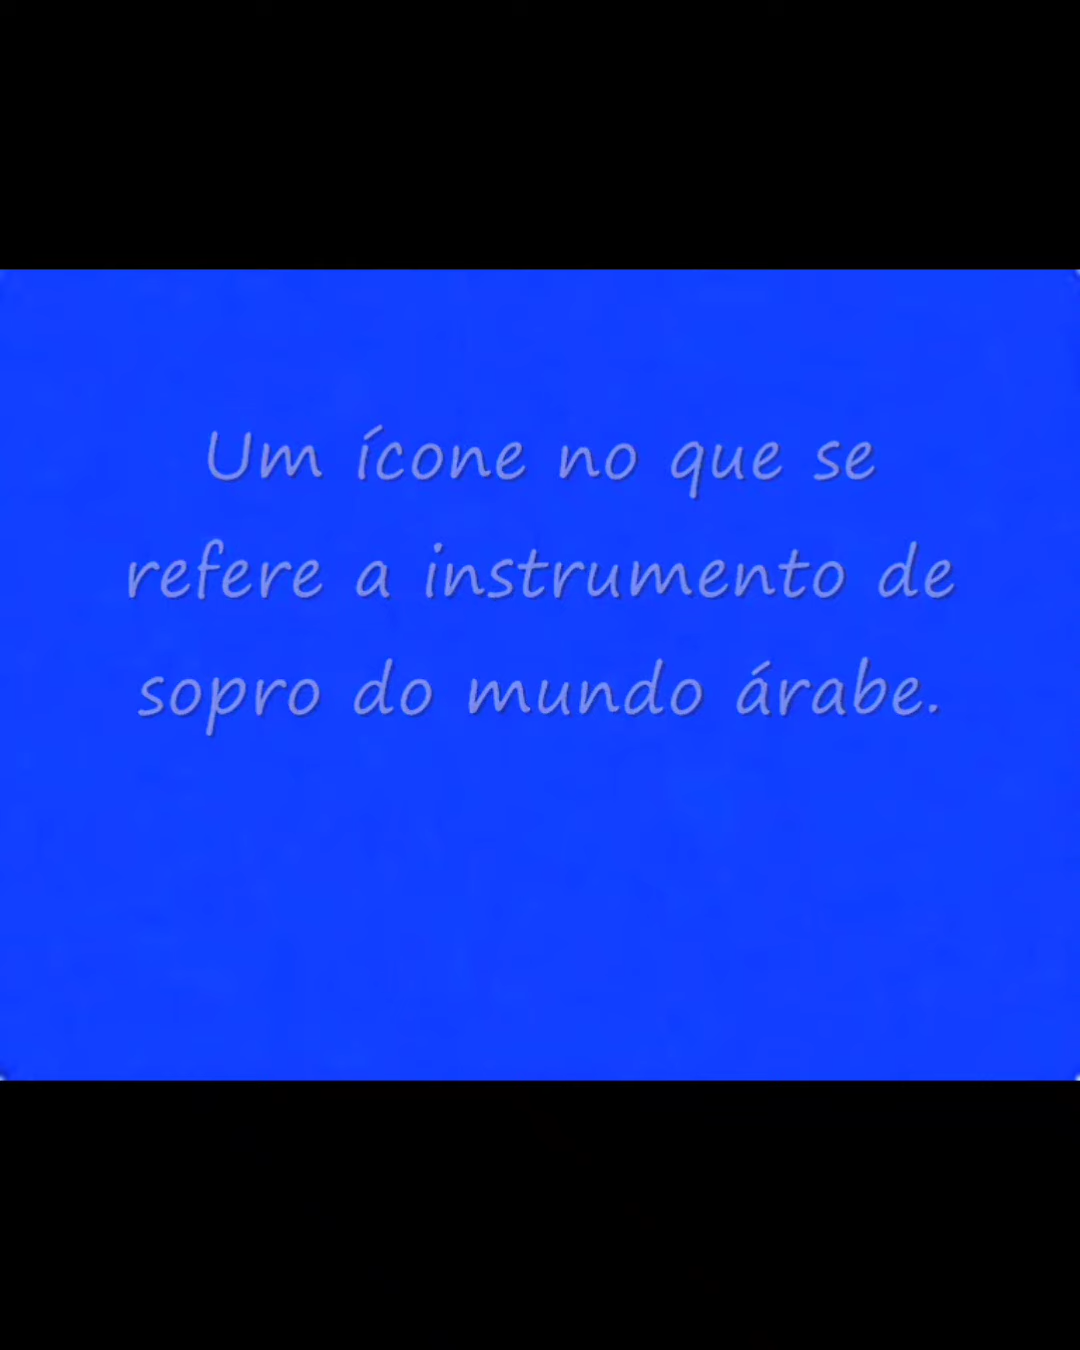 Um ícone no que se
refere a instrumento de
sopro do mundo árabe.